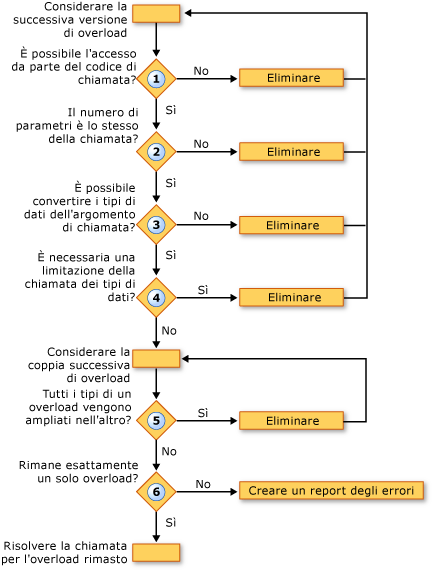 Considerare la
successiva versione
di overload
È possibile l'accesso
da parte del codice di
chiamata?
1
No
Eliminare
Sì
Il numero di
parametri è lo stesso
della chiamata?
2
No
Eliminare
Sì
È possibile
convertire i tipi di
dati dell'argomento
di chiamata?
3
No
Eliminare
Sì
È necessaria una
limitazione della
chiamata dei tipi di
dati?
4
Sì
Eliminare
No
Considerare la
coppia successiva
di overload
Tutti i tipi di un
overload vengono
ampliati nell'altro?
5
Sì
Eliminare
No
Rimane esattamente
un solo overload?
6
No
Creare un report degli errori
Sì
Risolvere la chiamata
per l'overload rimasto